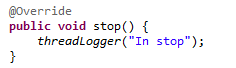 @Override
public void stop() {
threadLogger("In stop");
}